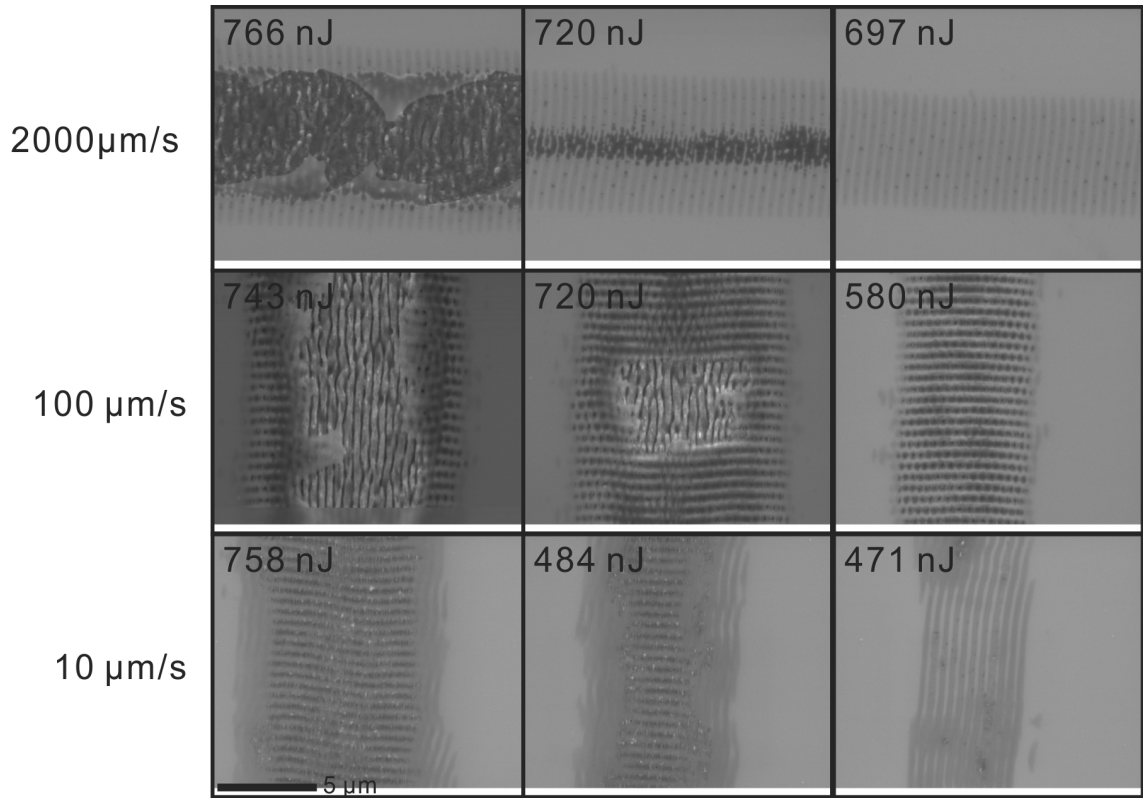 766 nJ
720 nJ
697 nJ
2000μm/s
743 nJ
720 nJ
580 nJ
100 μm/s
758 nJ
484 nJ
471 nJ
10 μm/s
5 μm